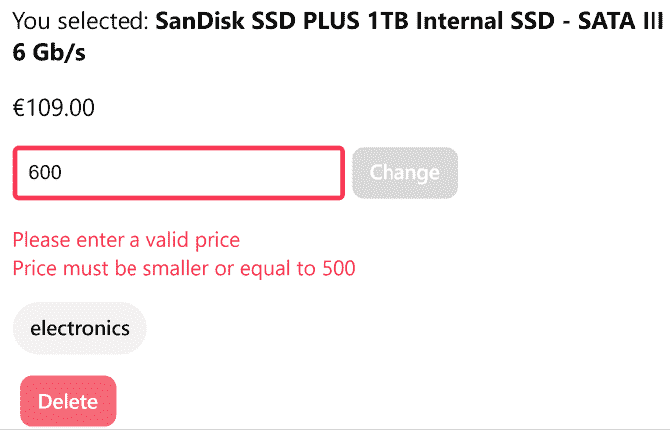 You selected: SanDisk SSD PLUS 1TB Internal SSD - SATA III
6 Gb/s
€109.00
600
Change
Please enter a valid price
Price must be smaller or equal to 500
electronics
Delete